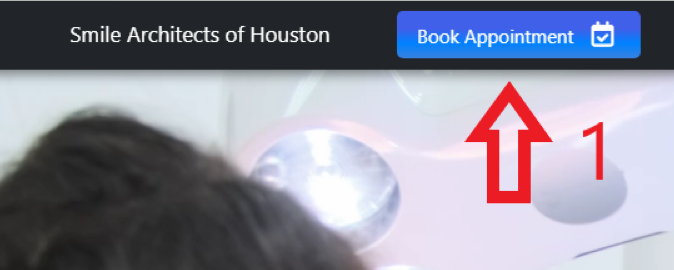 Smile Architects of Houston
Book Appointment
1